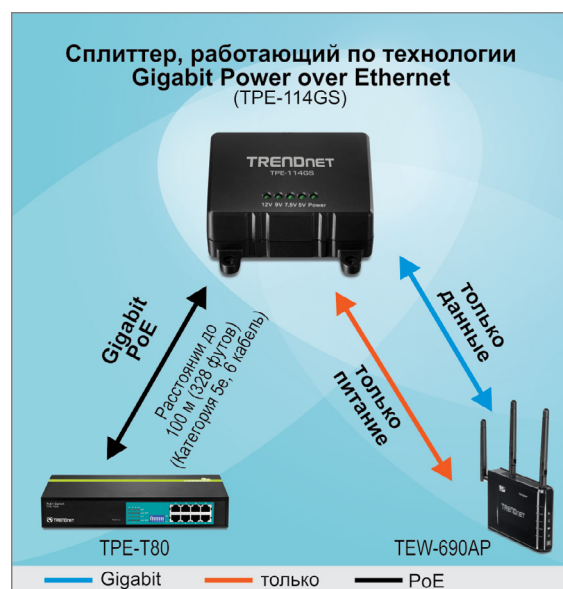 Сплиттер, работающий по технологии
Gigabit Power over Ethernet
(TPE-114GS)
TRENDnet
TPE-114GS
12V 9V 7.5V 5V Power
Gigabit
PoE
Расстоянии до
100 м (328 футов)
(Категория 5е, 6 кабель)
только
питание
только
данные
TRENDnet
TPE-T80
TEW-690AP
Gigabit
только
PoE